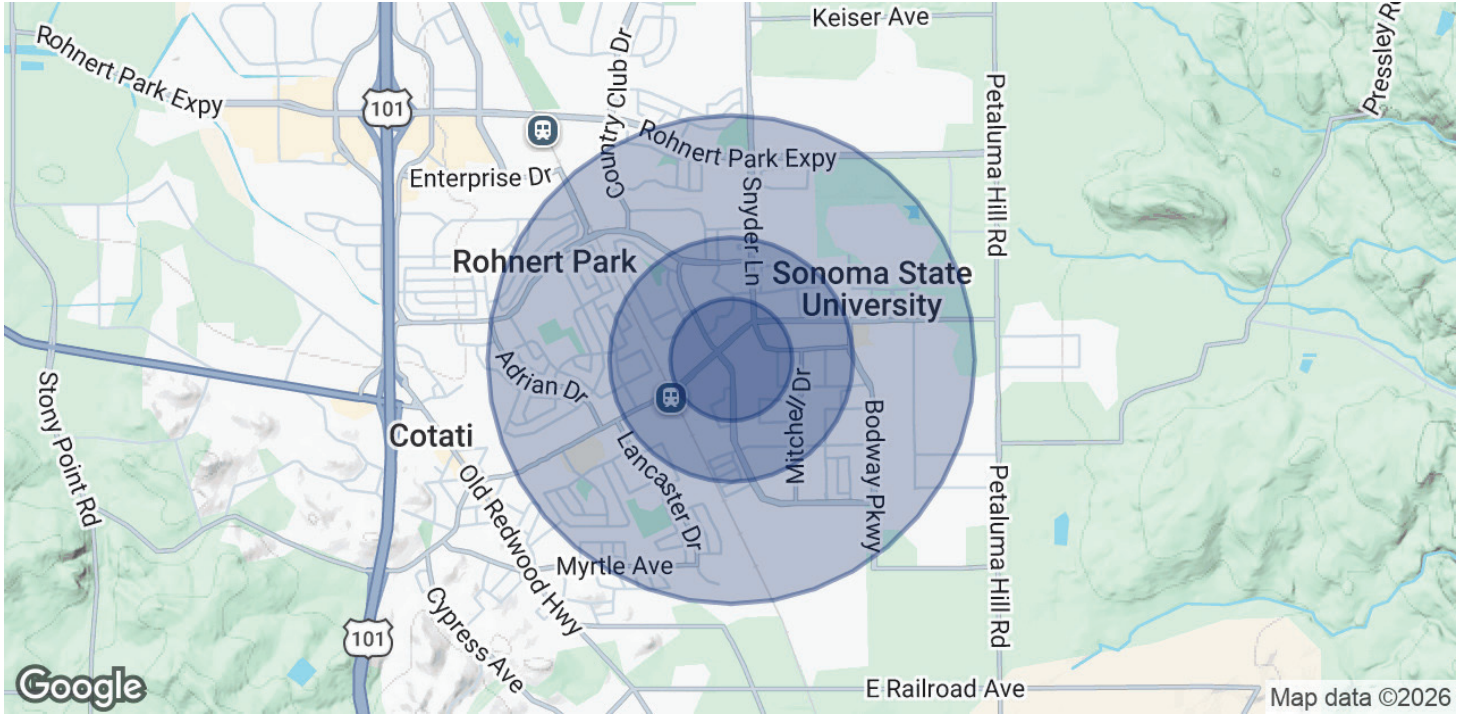 Keiser Ave
Pressley R
Rohnert Park Expy
101
Country Club Dr
Rohnert Park Expy
Petaluma Hill Rd
Enterprise Dr
Snyder Ln
Rohnert Park
Sonoma State
University
Adrian Dr
Mitchell Dr
Stony Point Rd
Cotati
Bodway Pkwy
Lancaster Dr
Old Redwood Hwy
Petaluma Hill Rd
Myrtle Ave
Cypress Ave
101
E Railroad Ave
Google
Map data ©2026